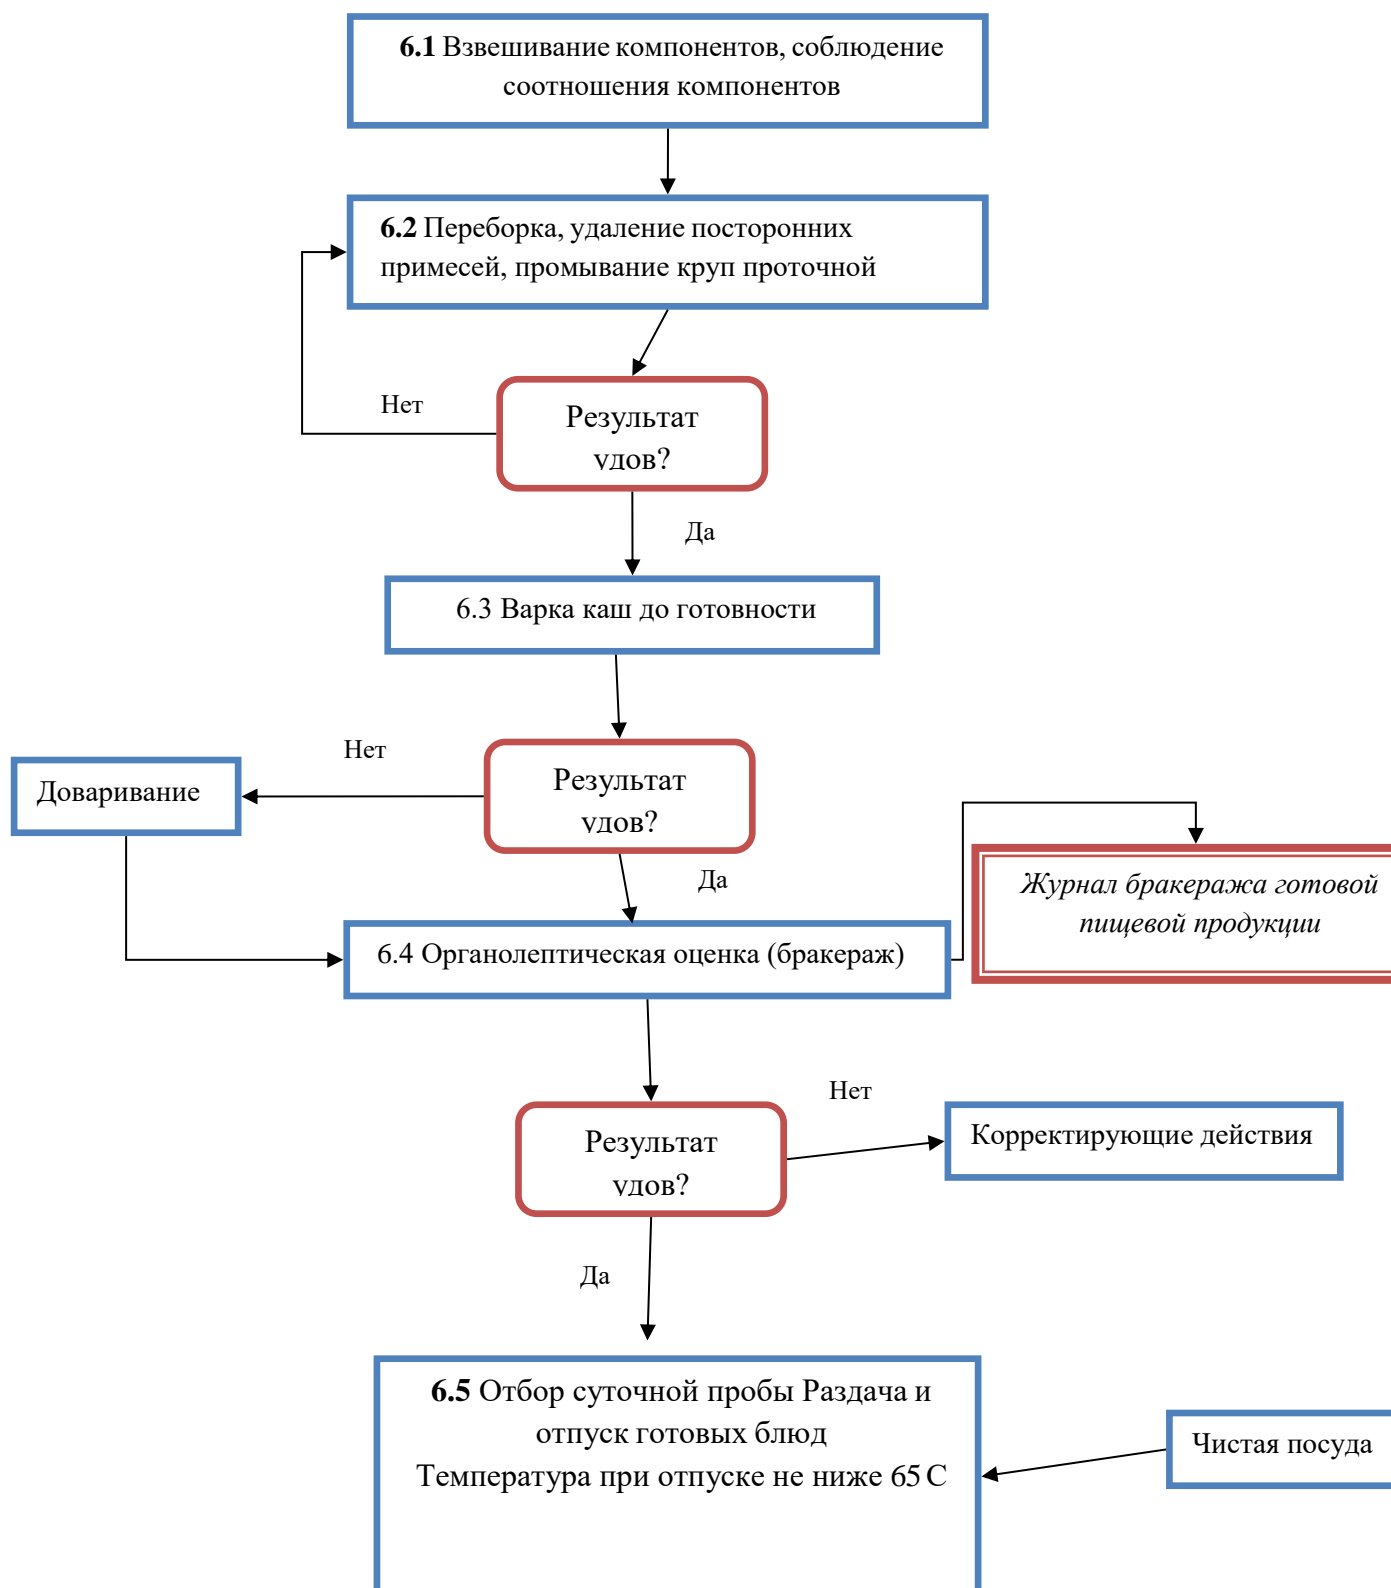 6.1 Взвешивание компонентов, соблюдение
соотношения компонентов
6.2 Переборка, удаление посторонних
примесей, промывание круп проточной
Нет
Результат
удов?
Да
6.3 Варка каш до готовности
Нет
Доваривание
Результат
удов?
Да
Журнал бракеража готовой
пищевой продукции
6.4 Органолептическая оценка (бракераж)
Нет
Результат
удов?
Корректирующие действия
Да
6.5 Отбор суточной пробы Раздача и
отпуск готовых блюд
Температура при отпуске не ниже 65 С
Чистая посуда